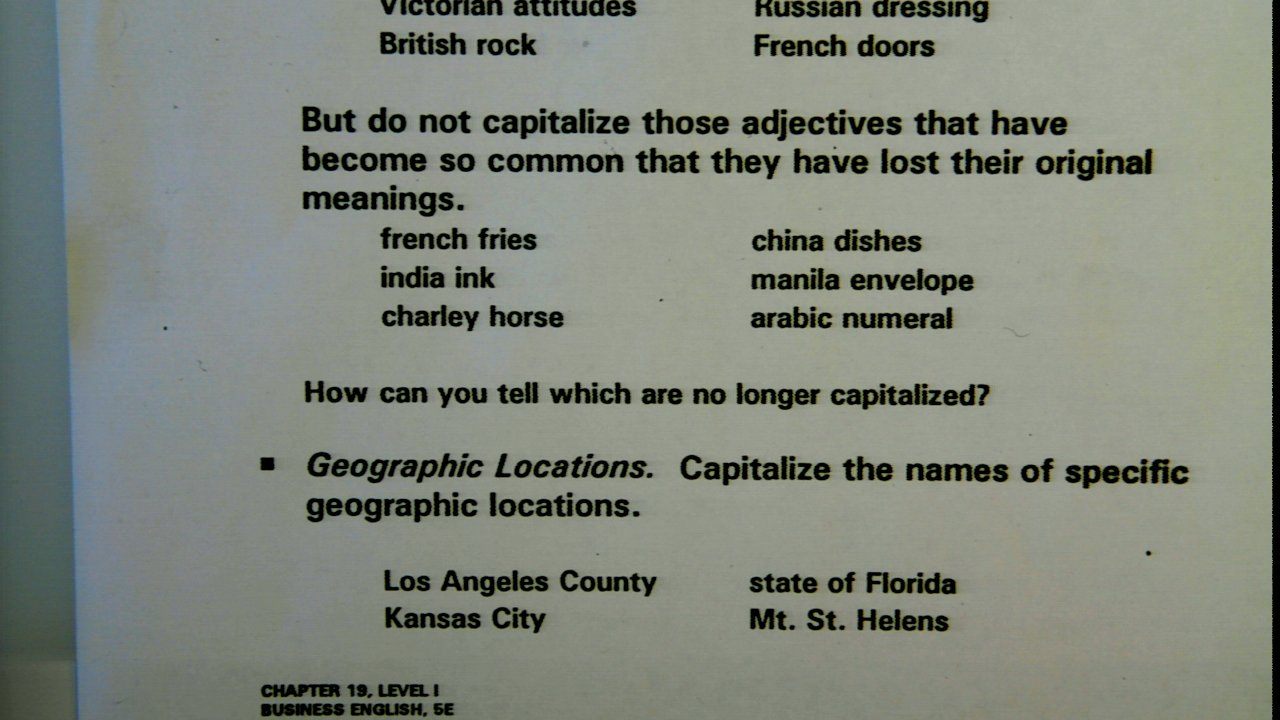 Victorian attitudes Russian dressing
British rock French doors
But do not capitalize those adjectives that have
become so common that they have lost their original
meanings.
french fries china dishes
india ink manila envelope
charley horse arabic numeral
How can you tell which are no longer capitalized?
■ Geographic Locations. Capitalize the names of specific
geographic locations.
Los Angeles County state of Florida
Kansas City Mt. St. Helens
CHAPTER 19, LEVEL I
BUSINESS ENGLISH, 5E